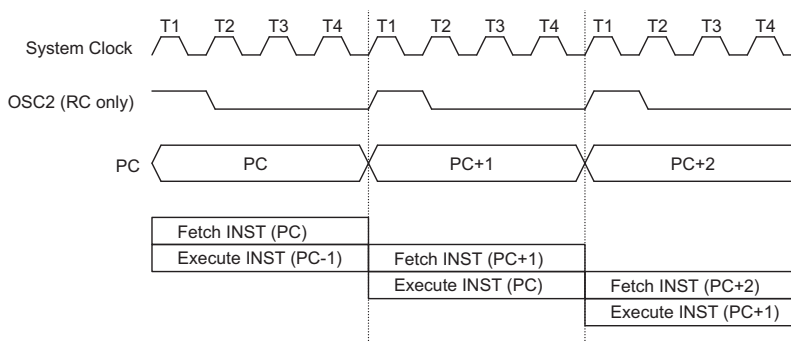 T1 T2 T3 T4 T1 T2 T3 T4 T1 T2 T3 T4
System Clock
OSC2 (RC only)
PC PC PC+1 PC+2
Fetch INST (PC)
Execute INST (PC-1) Fetch INST (PC+1)
Execute INST (PC) Fetch INST (PC+2)
Execute INST (PC+1)